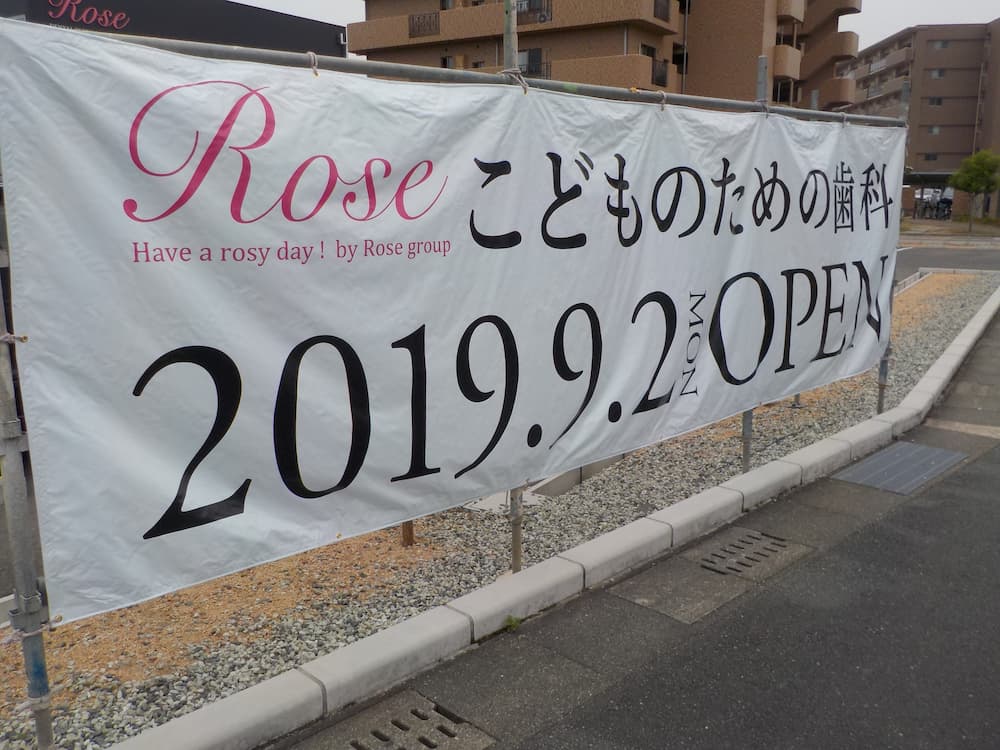 Rose
Rose こどものための歯科
Have a rosy day! by Rose group
2019.9.2 MON OPEN